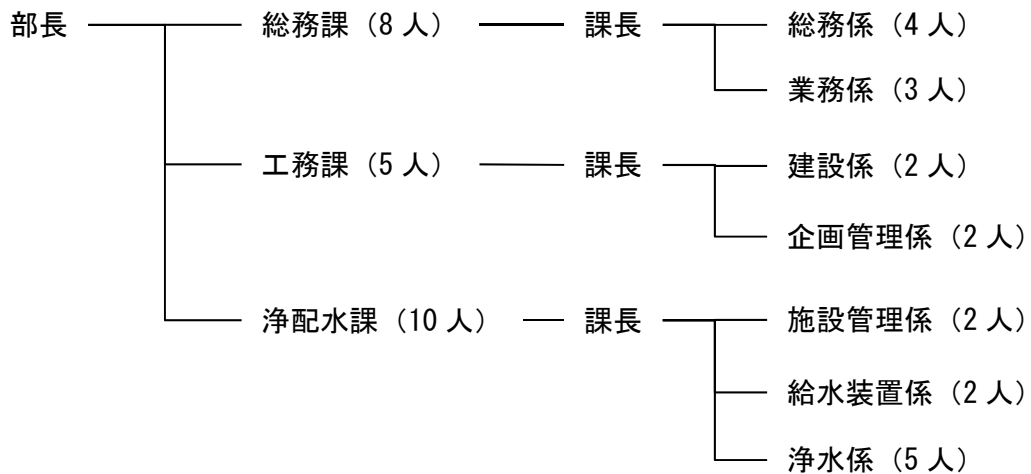 部長 総務課（8 人） 課長 総務係（4 人）
業務係（3 人）
工務課（5 人） 課長 建設係（2 人）
企画管理係（2 人）
浄配水課（10 人） 課長 施設管理係（2 人）
給水装置係（2 人）
浄水係（5 人）